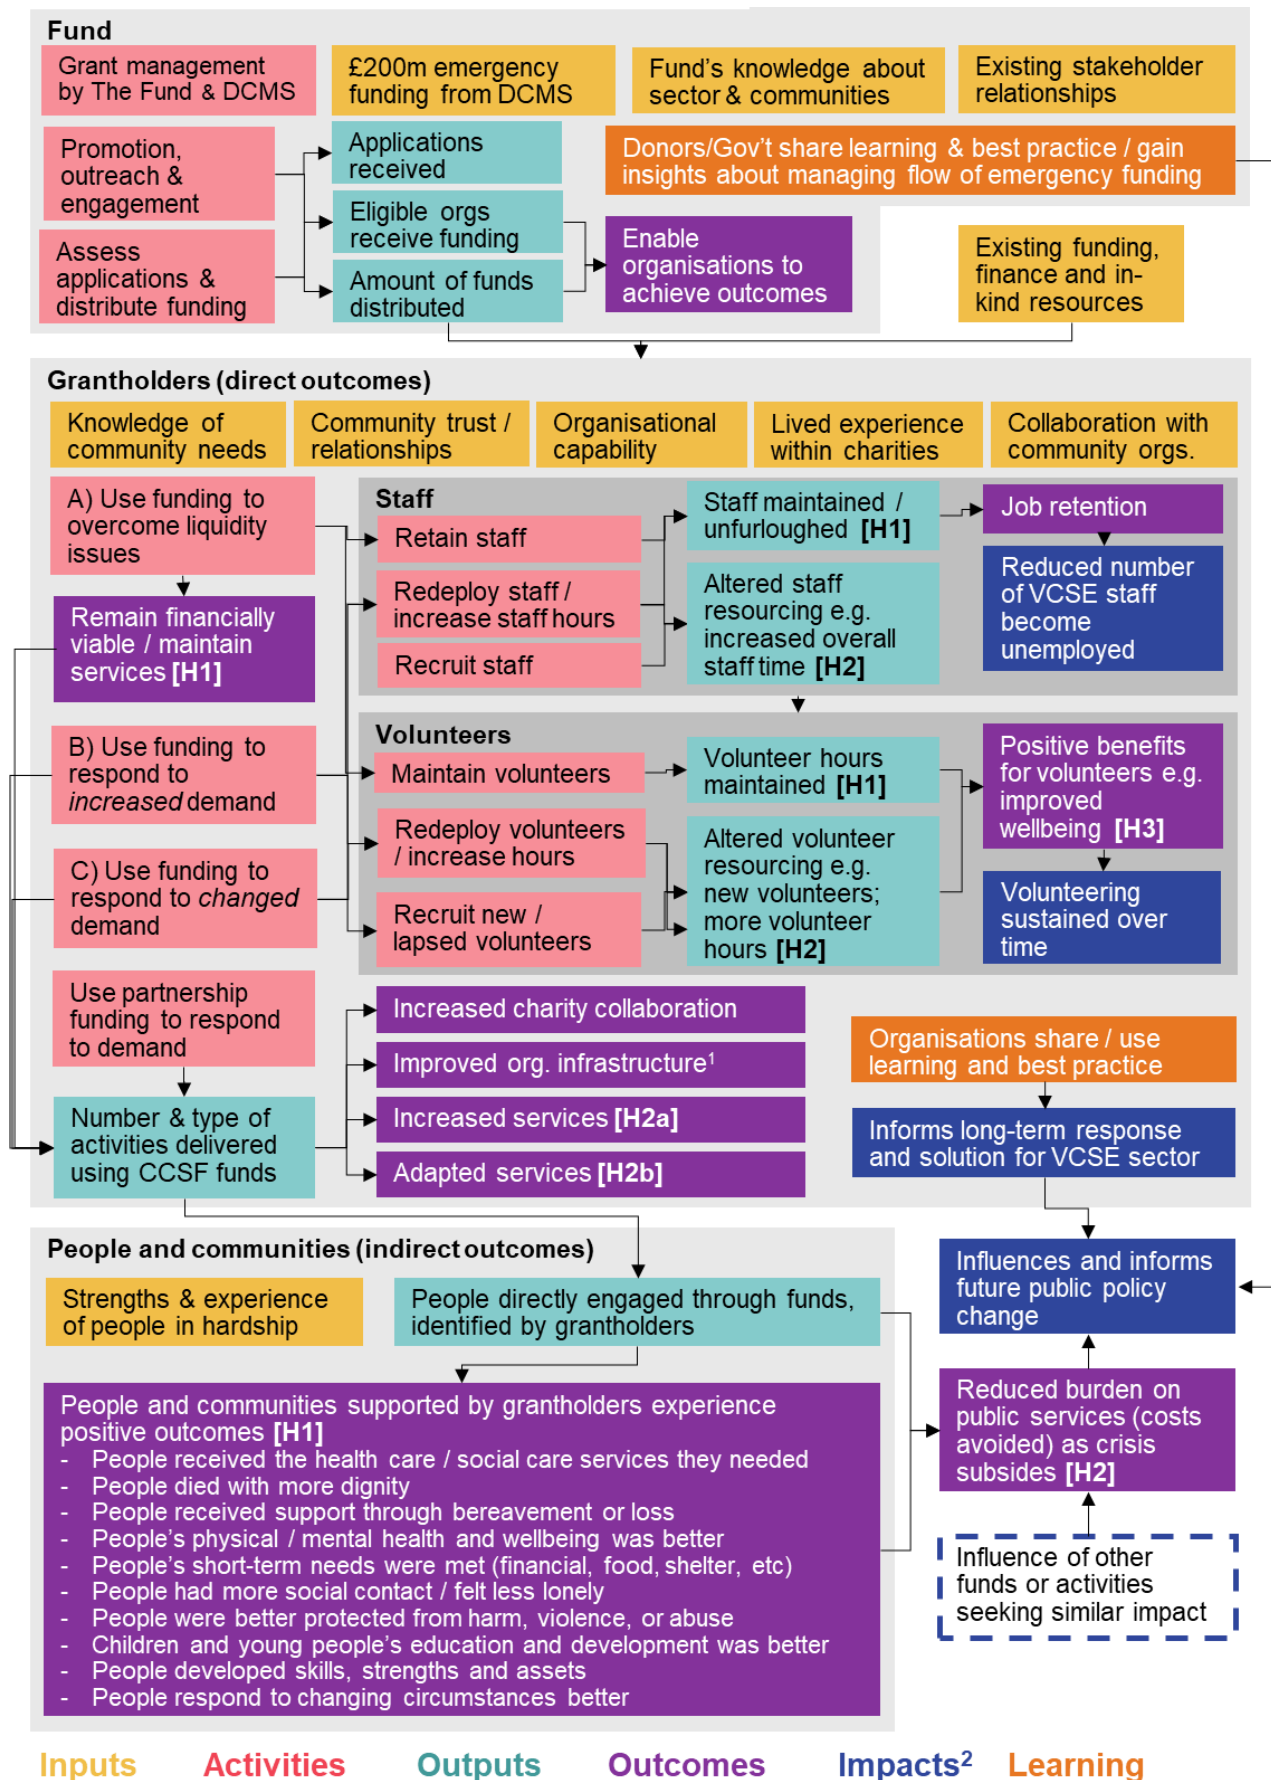 Fund
Grant management
by The Fund & DCMS
£200m emergency
funding from DCMS
Fund's knowledge about
sector & communities
Existing stakeholder
relationships
Promotion,
outreach &
engagement
Applications
received
Donors/Gov't share learning & best practice / gain
insights about managing flow of emergency funding
Eligible orgs
receive funding
Assess
applications &
distribute funding
Amount of funds
distributed
Enable
organisations to
achieve outcomes
Existing funding,
finance and in-
kind resources
Grantholders (direct outcomes)
Knowledge of
community needs
Community trust /
relationships
Organisational
capability
Lived experience
within charities
Collaboration with
community orgs.
A) Use funding to
overcome liquidity
issues
Remain financially
viable / maintain
services [H1]
B) Use funding to
respond to
increased demand
C) Use funding to
respond to changed
demand
Use partnership
funding to respond
to demand
Number & type of
activities delivered
using CCSF funds
Staff
Retain staff
Redeploy staff /
increase staff hours
Recruit staff
Staff maintained /
unfurloughed [H1]
Altered staff
resourcing e.g.
increased overall
staff time [H2]
Job retention
Reduced number
of VCSE staff
become
unemployed
Volunteers
Maintain volunteers
Redeploy volunteers
/ increase hours
Recruit new /
lapsed volunteers
Volunteer hours
maintained [H1]
Altered volunteer
resourcing e.g.
new volunteers;
more volunteer
hours [H2]
Positive benefits
for volunteers e.g.
improved
wellbeing [H3]
Volunteering
sustained over
time
Increased charity collaboration
Improved org. infrastructure¹
Increased services [H2a]
Adapted services [H2b]
Organisations share / use
learning and best practice
Informs long-term response
and solution for VCSE sector
People and communities (indirect outcomes)
Strengths & experience
of people in hardship
People directly engaged through funds,
identified by grantholders
People and communities supported by grantholders experience
positive outcomes [H1]
- People received the health care / social care services they needed
- People died with more dignity
- People received support through bereavement or loss
- People's physical / mental health and wellbeing was better
- People's short-term needs were met (financial, food, shelter, etc)
- People had more social contact / felt less lonely
- People were better protected from harm, violence, or abuse
- Children and young people's education and development was better
- People developed skills, strengths and assets
- People respond to changing circumstances better
Influences and informs
future public policy
change
Reduced burden on
public services (costs
avoided) as crisis
subsides [H2]
Influence of other
funds or activities
seeking similar impact
Inputs Activities Outputs Outcomes Impacts² Learning